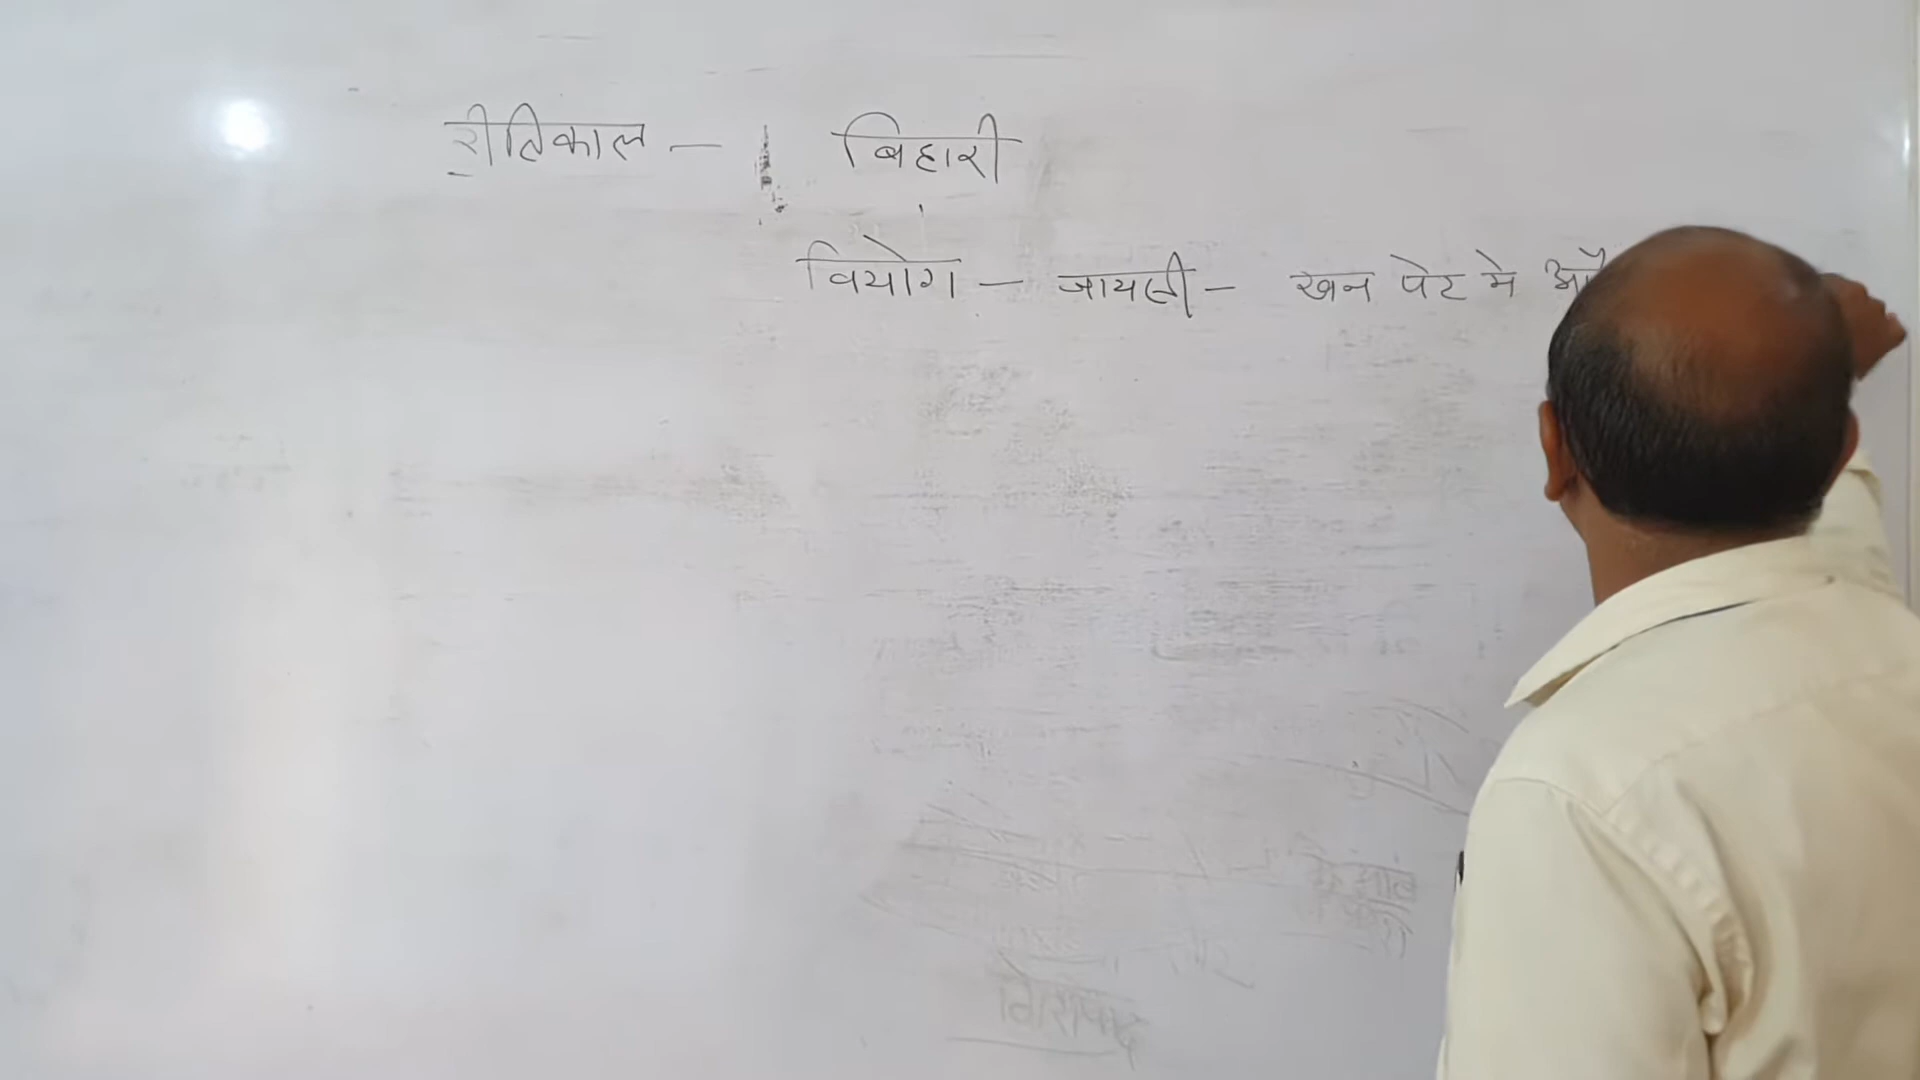 रीतिकाल — बिहारी
वियोग — जायसी — खन पेट मे